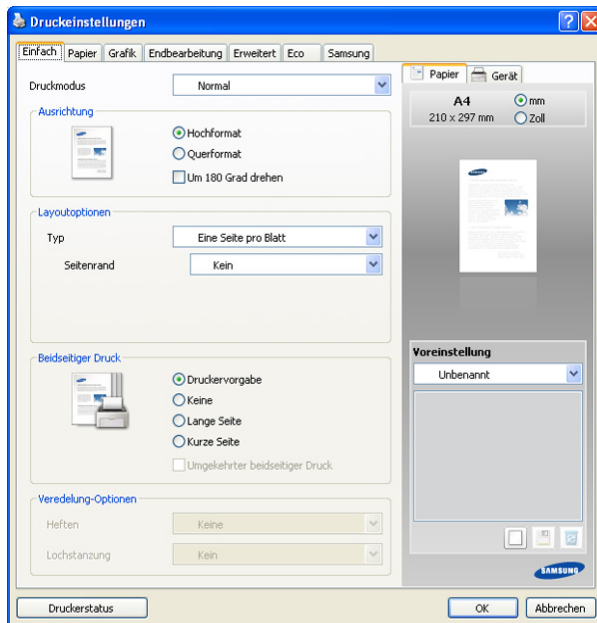 Druckeinstellungen
Einfach Papier Grafik Endbearbeitung Erweitert Eco Samsung
Druckmodus Normal
Ausrichtung
Hochformat
Querformat
Um 180 Grad drehen
Layoutoptionen
Typ Eine Seite pro Blatt
Seitenrand Kein
Beidseitiger Druck
Druckervorgabe
Keine
Lange Seite
Kurze Seite
Umgekehrter beidseitiger Druck
Veredelung-Optionen
Heften Keine
Lochstanzung Kein
Papier Gerät
A4 mm
210 x 297 mm Zoll
Voreinstellung
Unbenannt
SAMSUNG
Druckerstatus OK Abbrechen